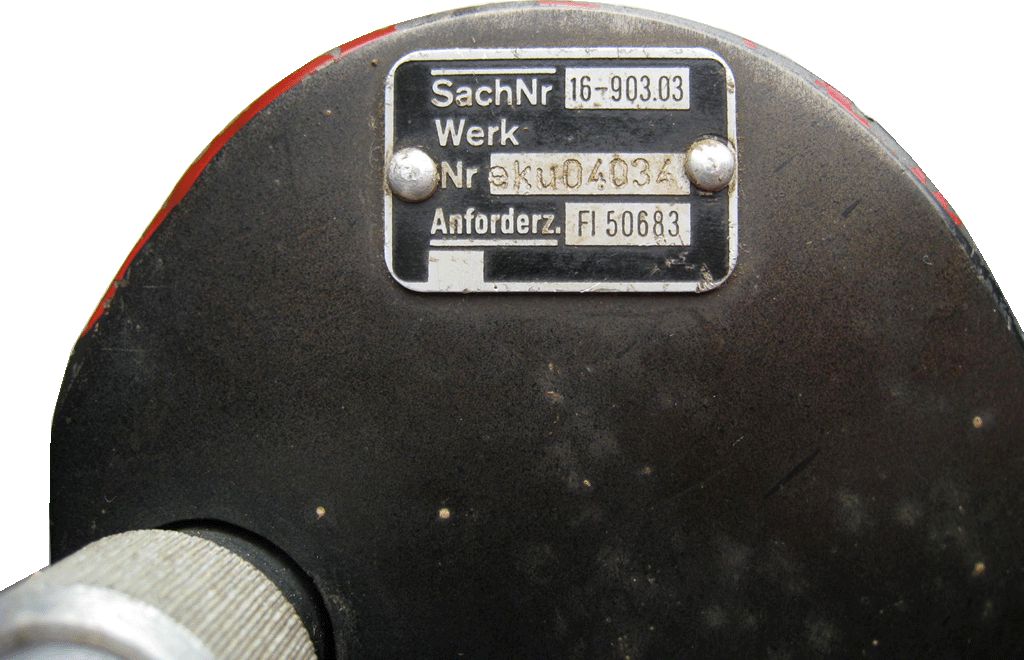 SachNr 16-903.03
Werk
Nr eku04034
Anforderz. Fl 50683